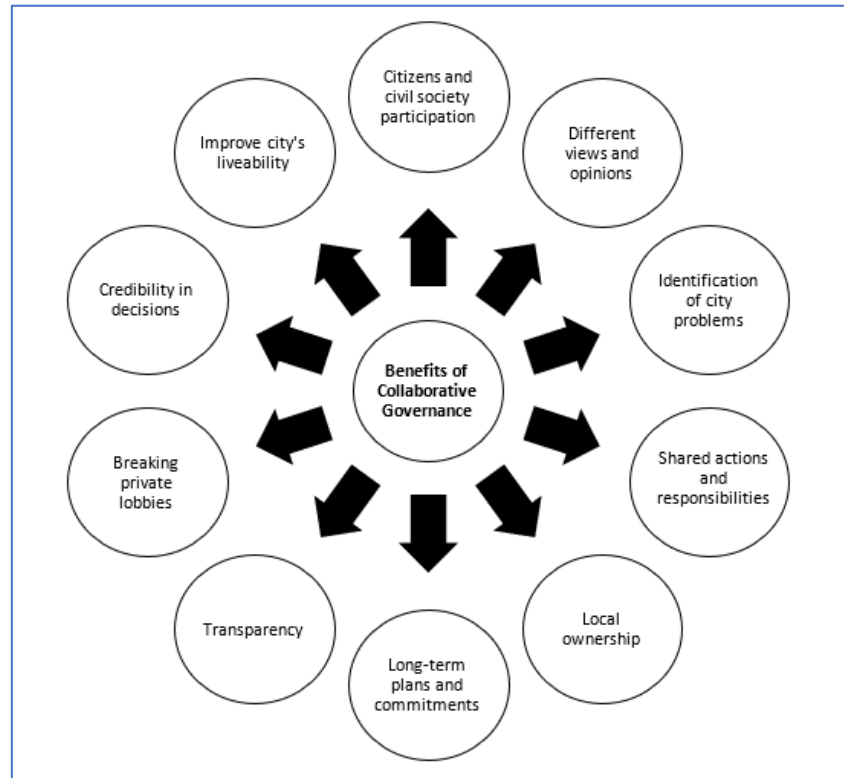 Citizens and
civil society
participation
Different
views and
opinions
Identification
of city
problems
Shared actions
and
responsibilities
Local
ownership
Long-term
plans and
commitments
Transparency
Breaking
private
lobbies
Credibility in
decisions
Improve city's
liveability
Benefits of
Collaborative
Governance